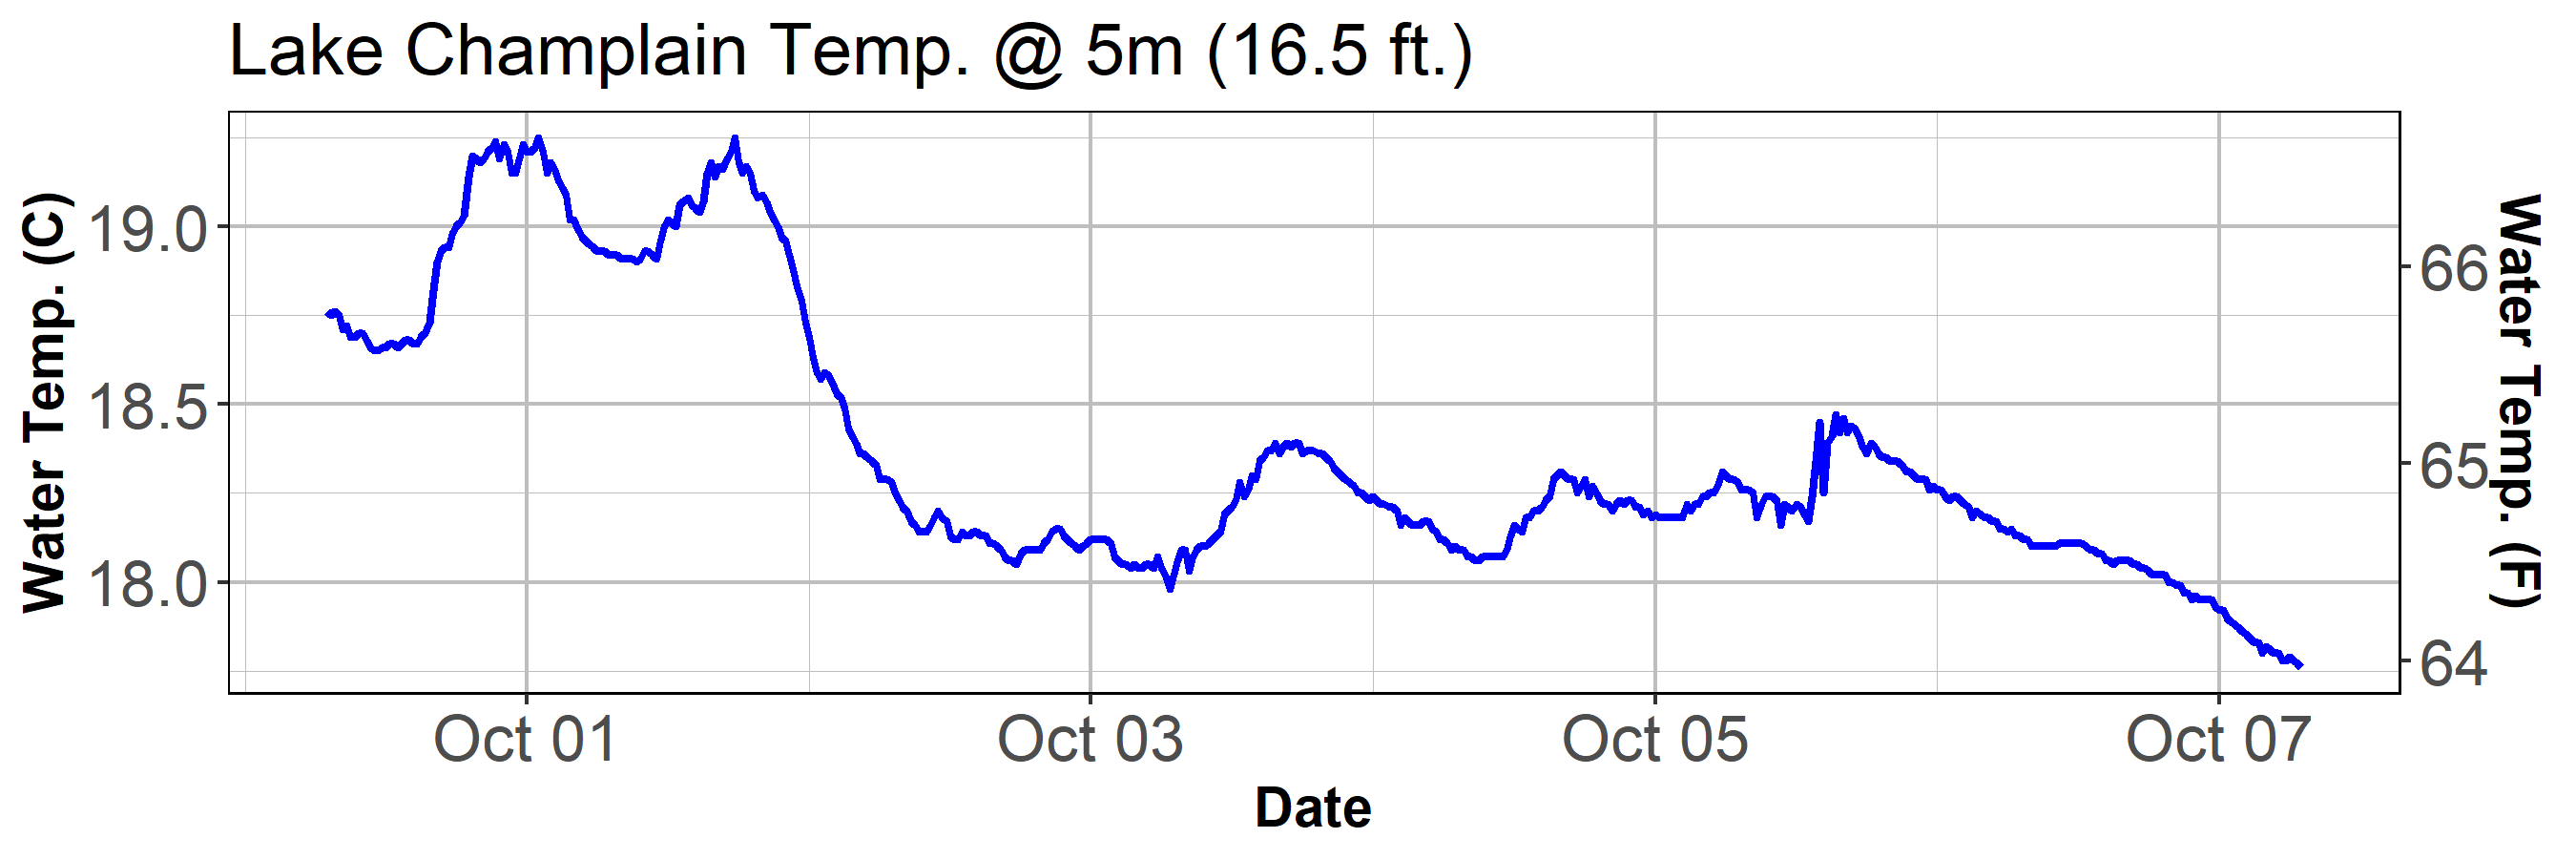 Lake Champlain Temp. @ 5m (16.5 ft.)
Water Temp. (C)
19.0
18.5
18.0
66
65
64
Water Temp. (F)
Oct 01 Oct 03 Oct 05 Oct 07
Date